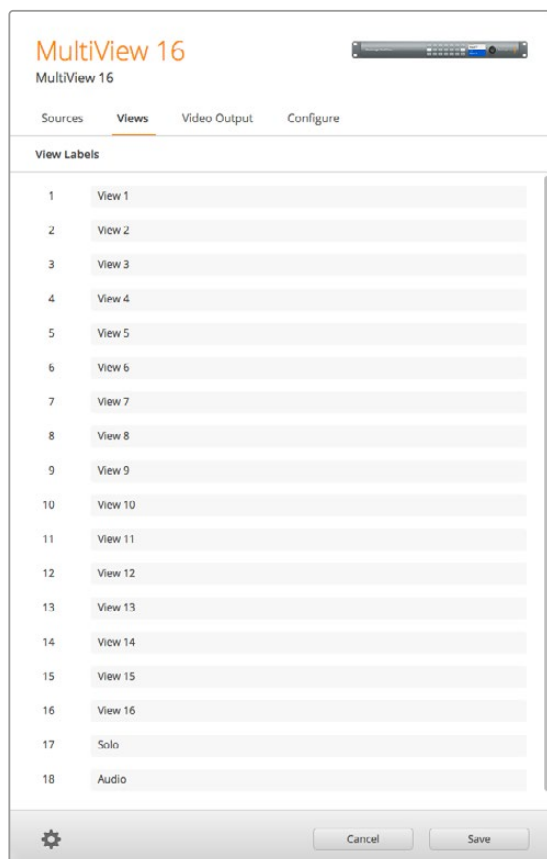 MultiView 16
MultiView 16
Sources Views Video Output Configure
View Labels
1 View 1
2 View 2
3 View 3
4 View 4
5 View 5
6 View 6
7 View 7
8 View 8
9 View 9
10 View 10
11 View 11
12 View 12
13 View 13
14 View 14
15 View 15
16 View 16
17 Solo
18 Audio
Cancel Save